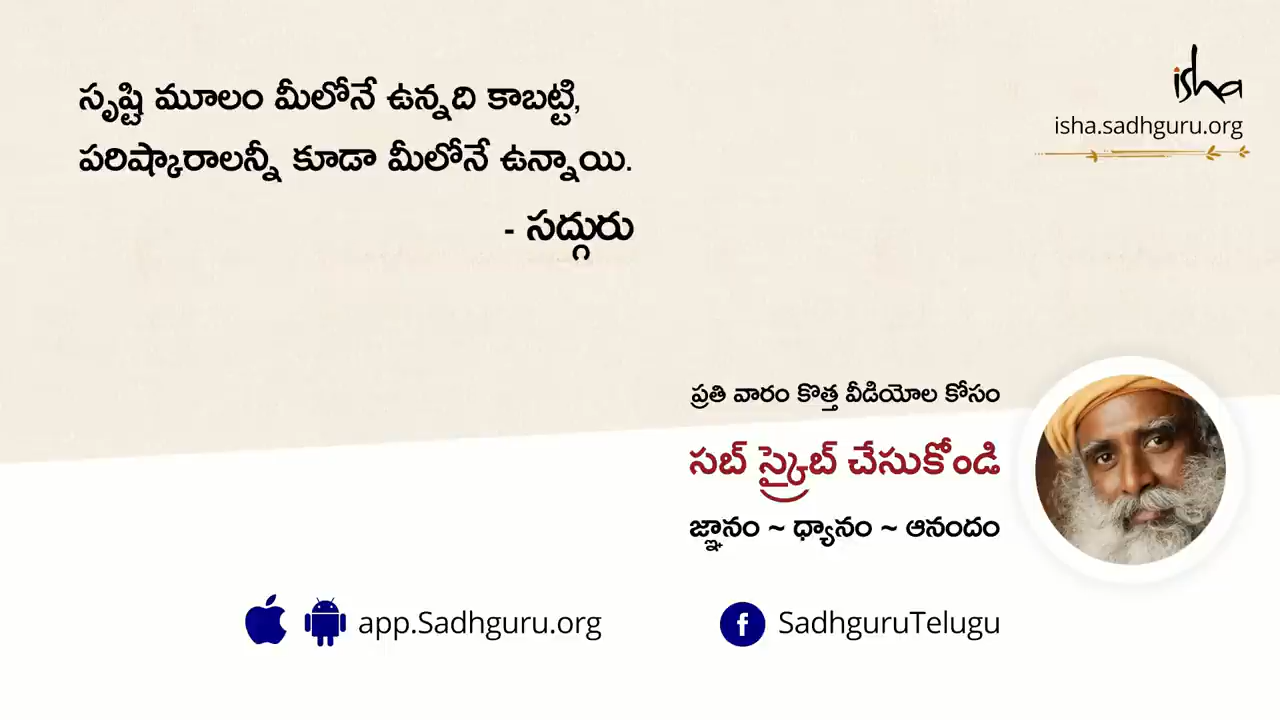 సృష్టి మూలం మీలోనే ఉన్నది కాబట్టి,
పరిష్కారాలన్నీ కూడా మీలోనే ఉన్నాయి.
- సద్గురు
isha
isha.sadhguru.org
ప్రతి వారం కొత్త వీడియోల కోసం
సబ్ స్క్రైబ్ చేసుకోండి
జ్ఞానం ~ ధ్యానం ~ ఆనందం
app.Sadhguru.org
f SadhguruTelugu